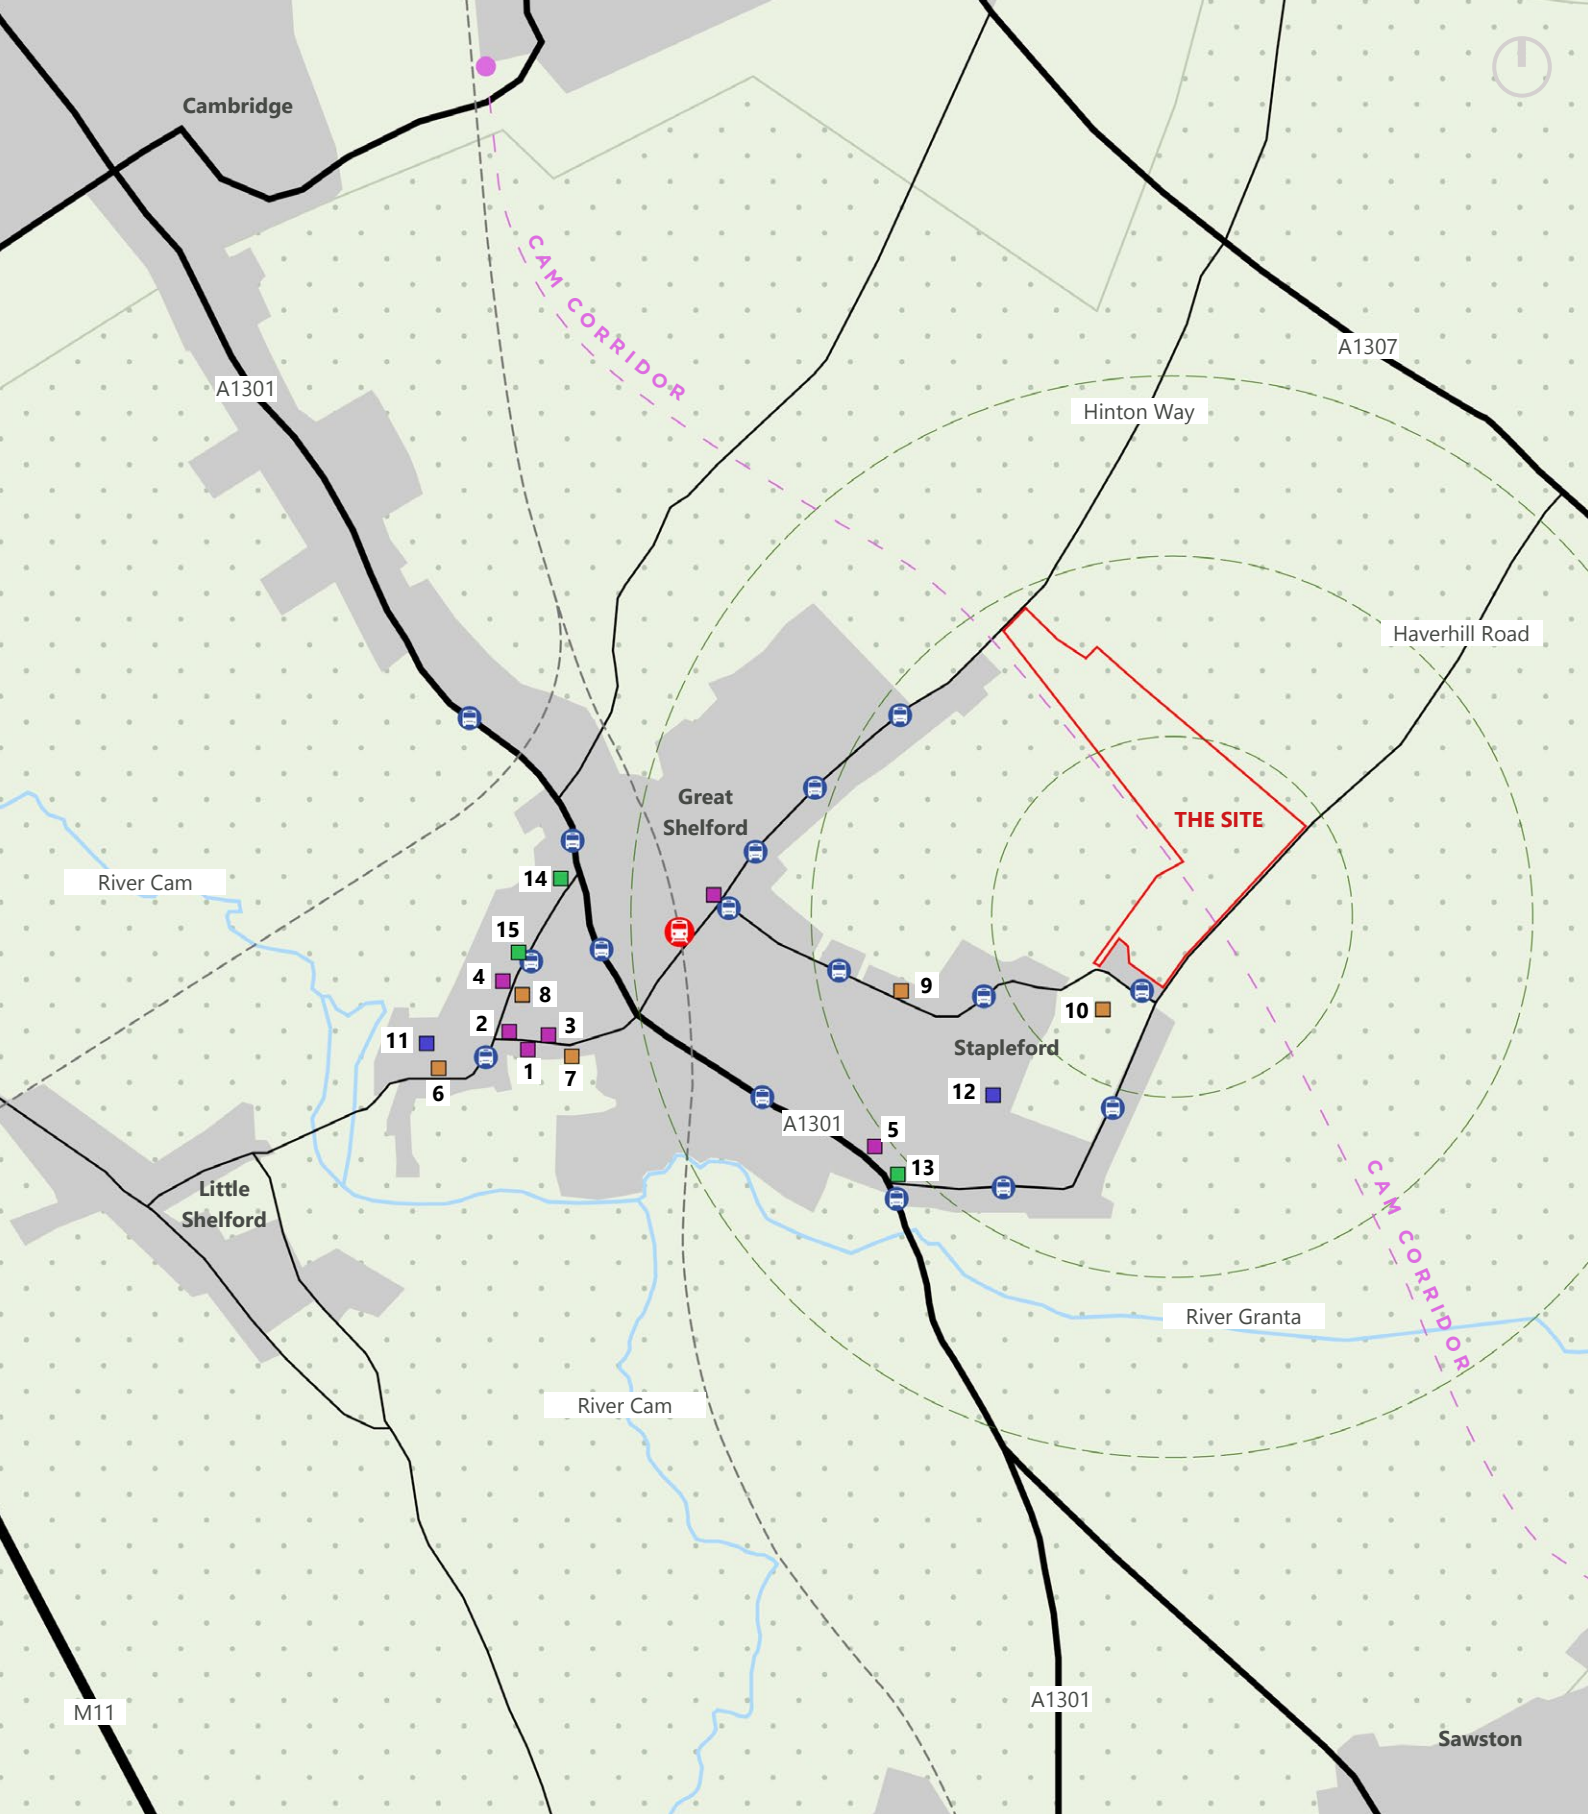 Cambridge
CAM CORRIDOR
A1307
A1301
Hinton Way
Haverhill Road
Great
Shelford
THE SITE
River Cam
14
15
4
9
8
10
2
3
11
Stapleford
1
7
12
6
A1301
5
13
CAM CORRIDOR
Little
Shelford
River Granta
River Cam
A1301
M11
Sawston